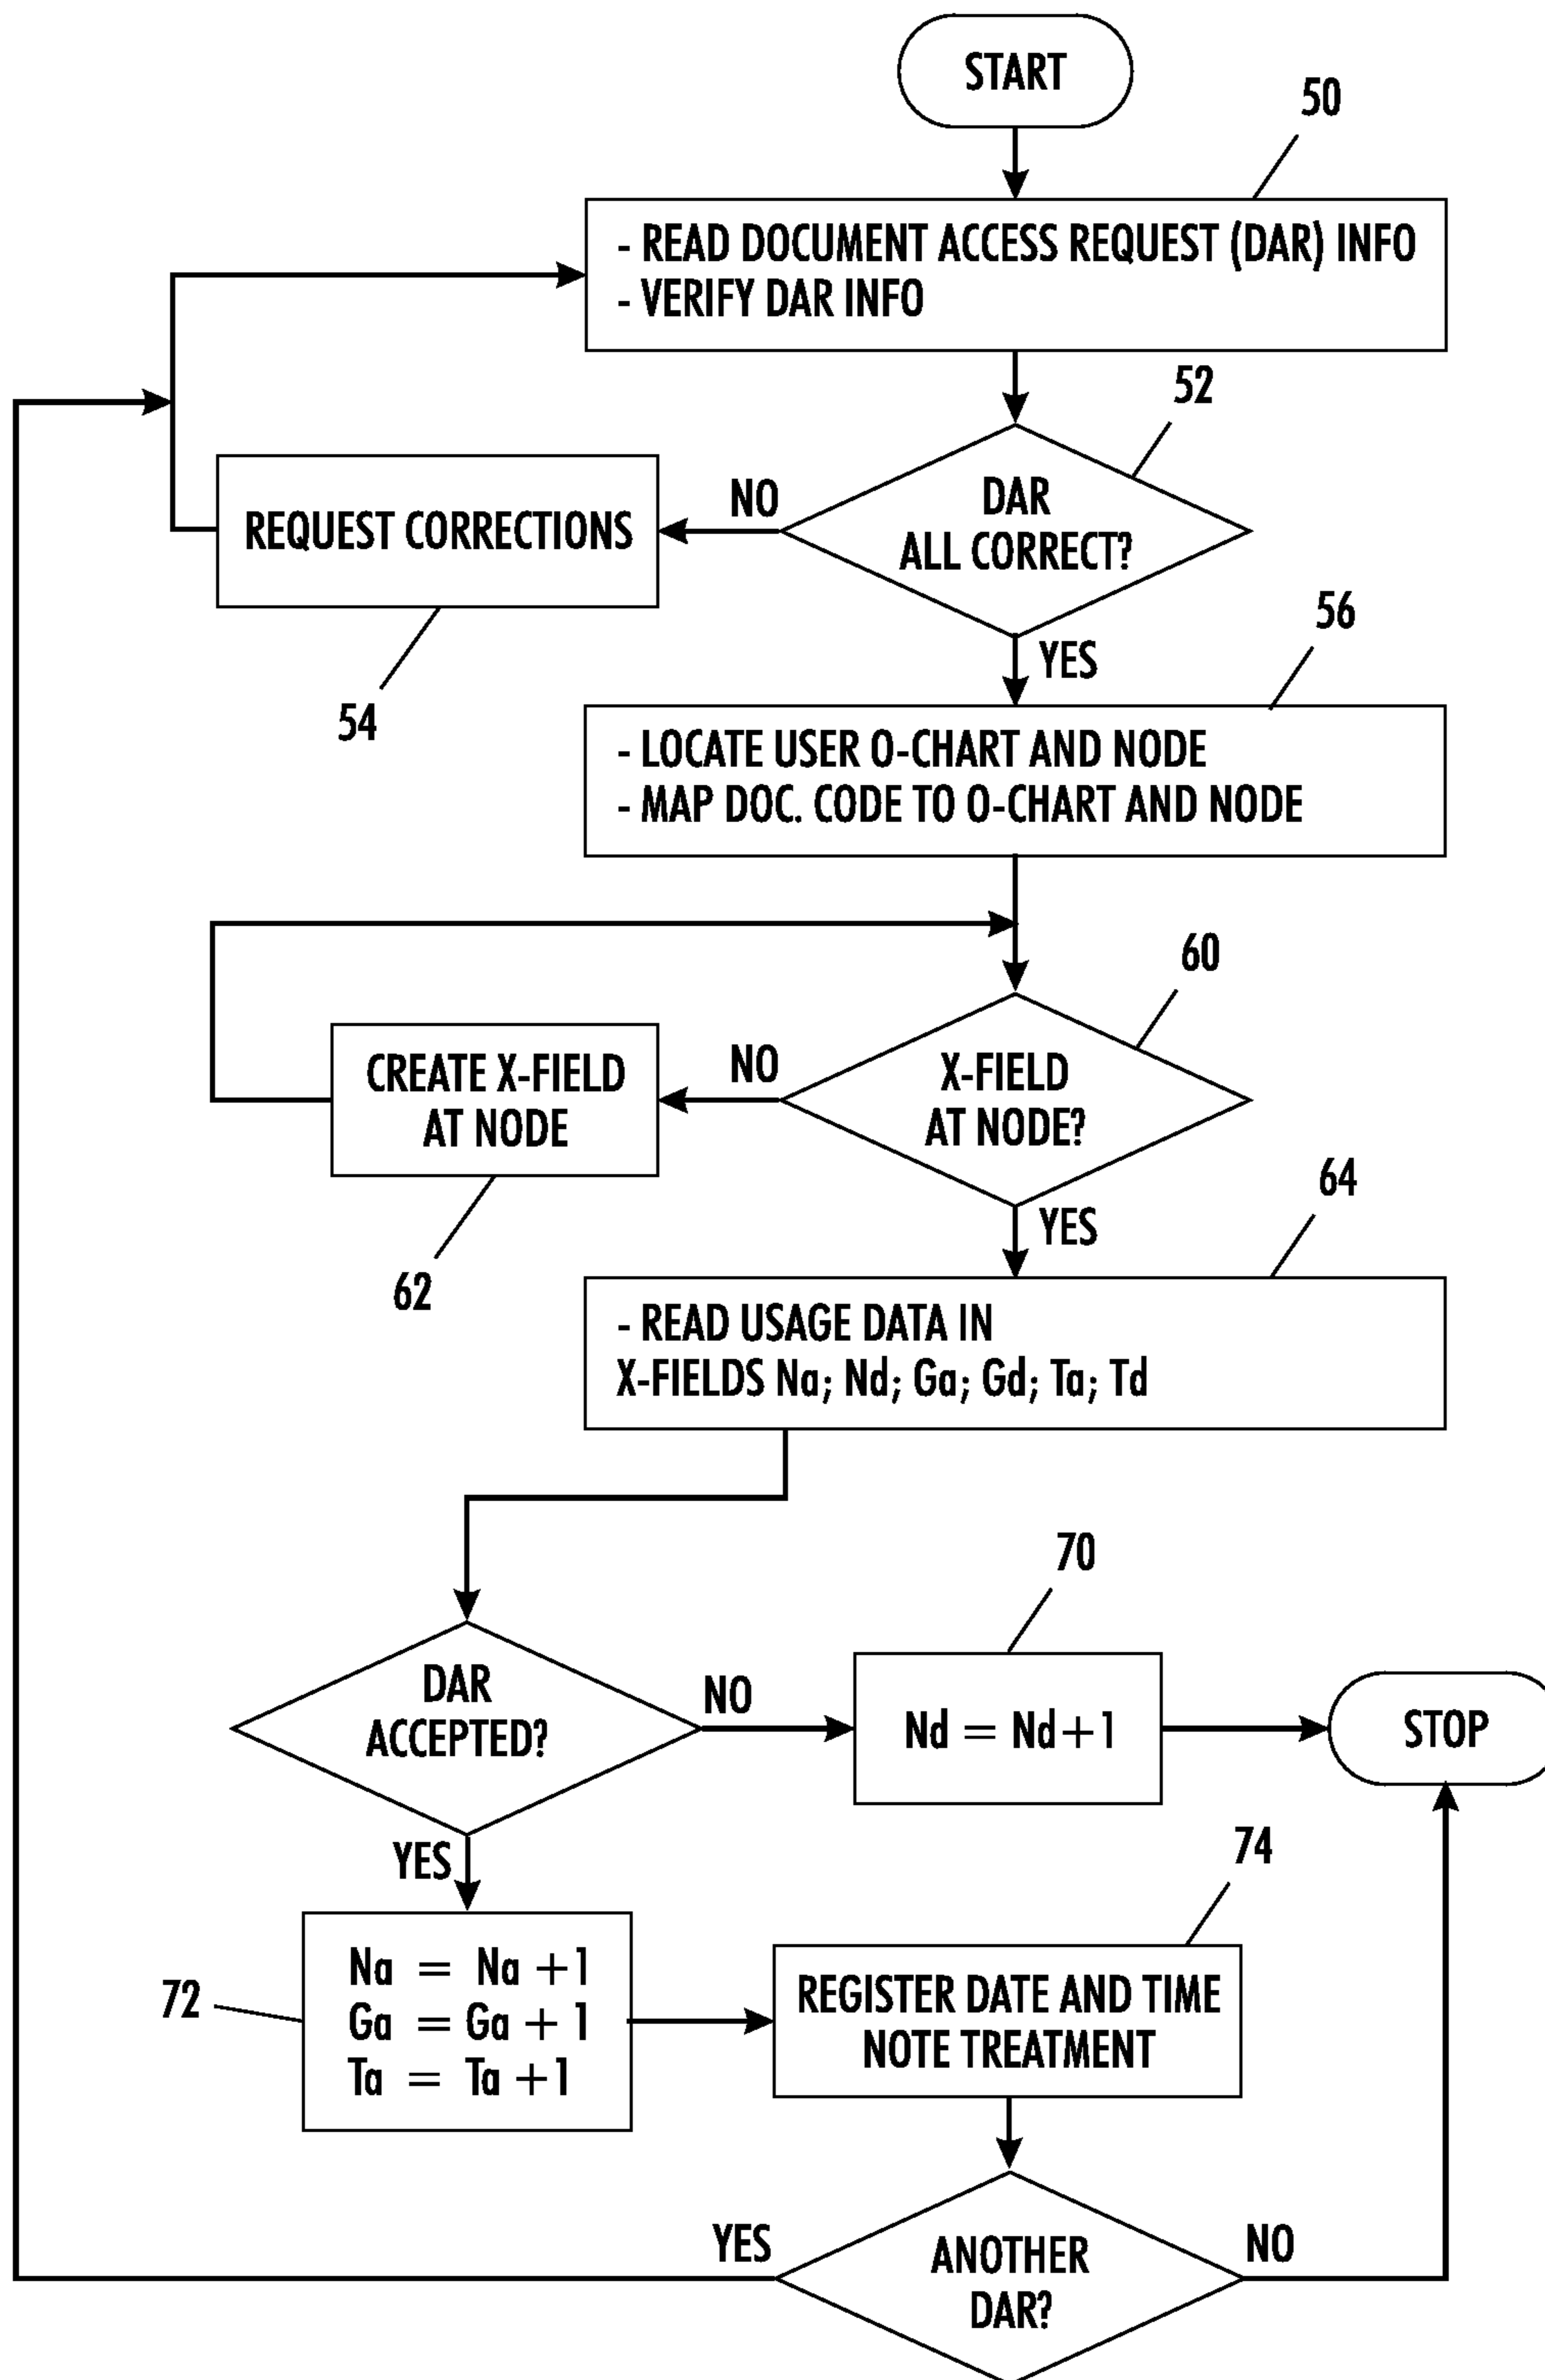 START
50
- READ DOCUMENT ACCESS REQUEST (DAR) INFO
- VERIFY DAR INFO
52
DAR
ALL CORRECT?
NO
REQUEST CORRECTIONS
54
YES
56
- LOCATE USER O-CHART AND NODE
- MAP DOC. CODE TO O-CHART AND NODE
60
X-FIELD
AT NODE?
NO
CREATE X-FIELD
AT NODE
62
YES
64
- READ USAGE DATA IN
X-FIELDS Na; Nd; Ga; Gd; Ta; Td
DAR
ACCEPTED?
NO
70
Nd = Nd+1
STOP
YES
72
Na = Na +1
Ga = Ga + 1
Ta = Ta +1
74
REGISTER DATE AND TIME
NOTE TREATMENT
YES
ANOTHER
DAR?
NO